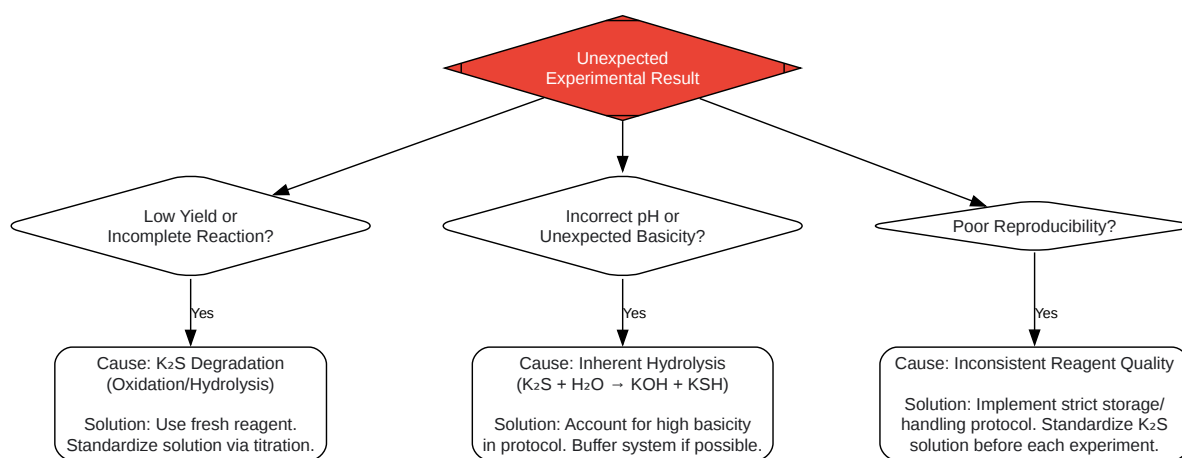 Unexpected
Experimental Result
Low Yield or
Incomplete Reaction?
Incorrect pH or
Unexpected Basicity?
Poor Reproducibility?
Yes
Yes
Yes
Cause: K₂S Degradation
(Oxidation/Hydrolysis)
Solution: Use fresh reagent.
Standardize solution via titration.
Cause: Inherent Hydrolysis
(K₂S + H₂O → KOH + KSH)
Solution: Account for high basicity
in protocol. Buffer system if possible.
Cause: Inconsistent Reagent Quality
Solution: Implement strict storage/
handling protocol. Standardize K₂S
solution before each experiment.